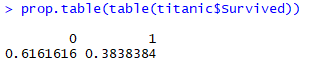 > prop.table(table(titanic$Survived))
0 1
0.6161616 0.3838384